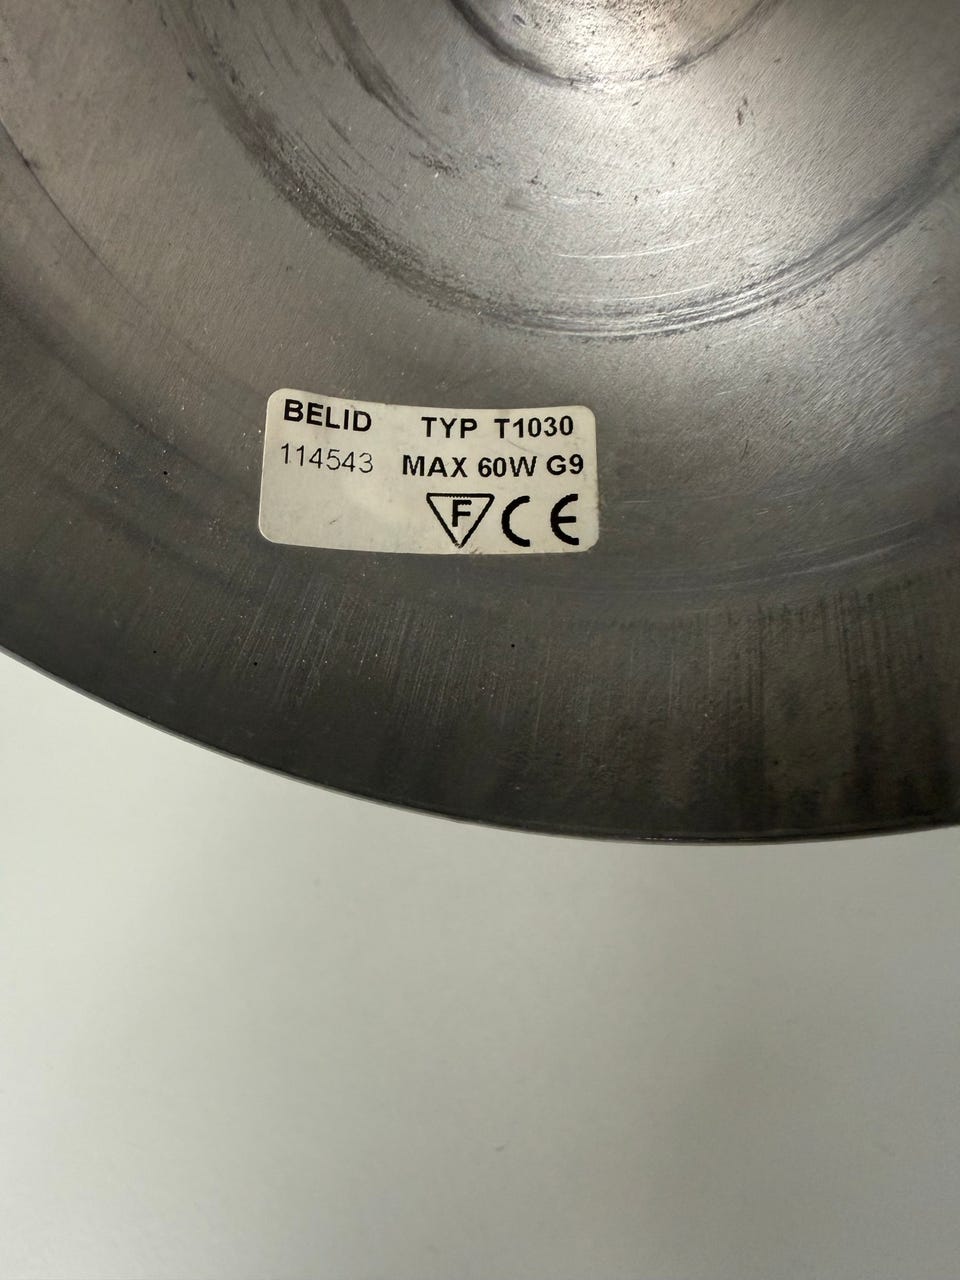 BELID TYP T1030
114543 MAX 60W G9
F CE